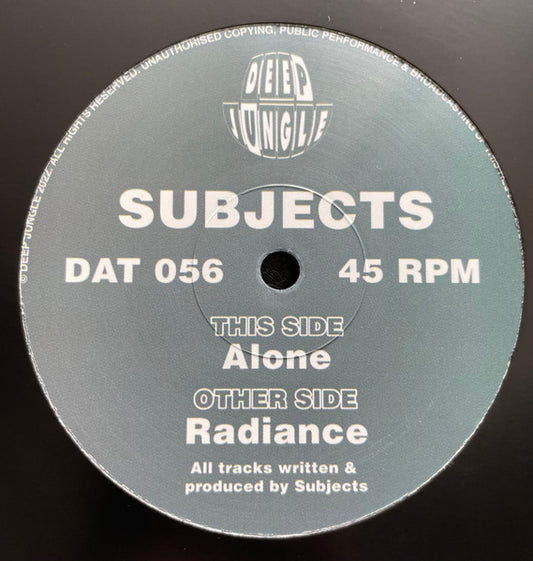 © DEEP JUNGLE 2022. ALL RIGHTS RESERVED. UNAUTHORISED COPYING, PUBLIC PERFORMANCE & BROADCASTING OF
DEEP
JUNGLE
SUBJECTS
DAT 056
45 RPM
THIS SIDE
Alone
OTHER SIDE
Radiance
All tracks written &
produced by Subjects